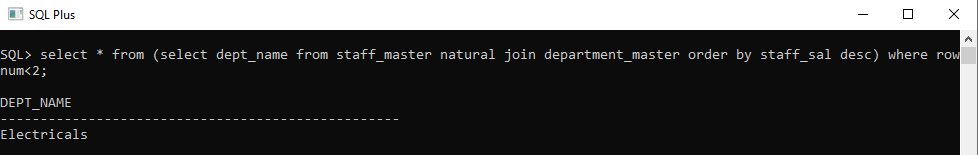 SQL Plus
SQL> select * from (select dept_name from staff_master natural join department_master order by staff_sal desc) where row
num<2;
DEPT_NAME
--------------------------------------------------
Electricals